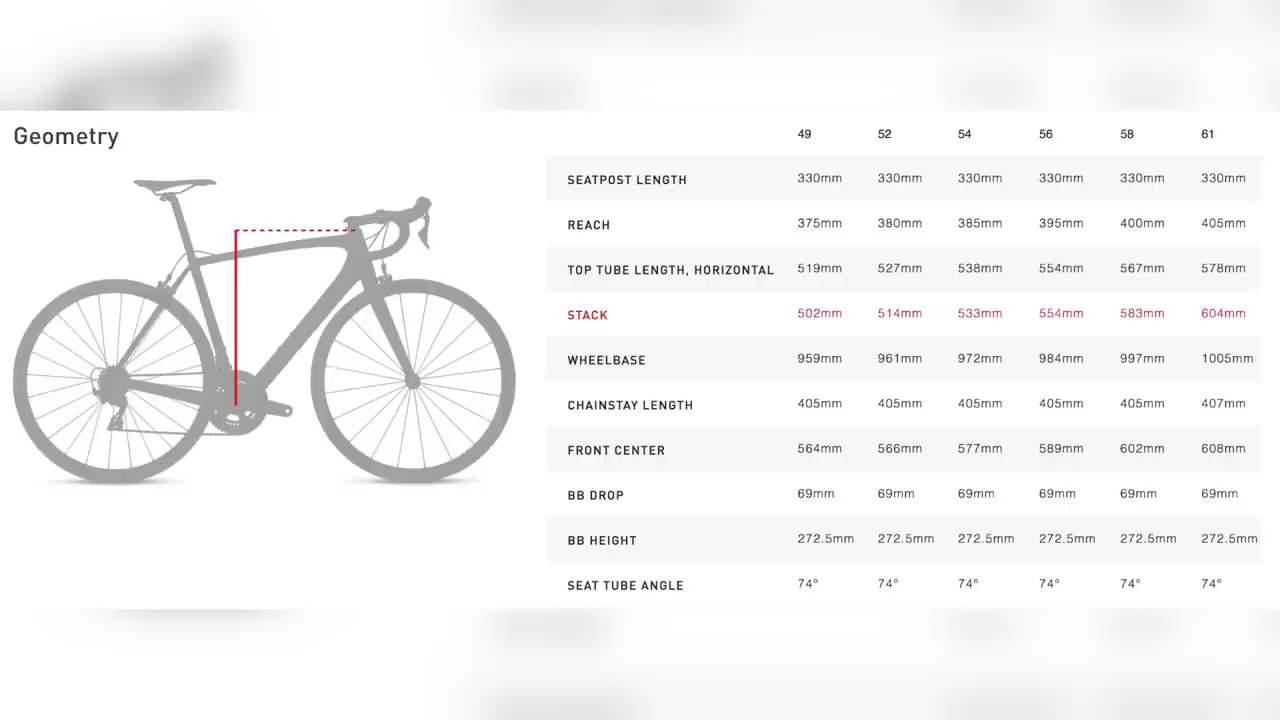 Geometry
49 52 54 56 58 61
SEATPOST LENGTH 330mm 330mm 330mm 330mm 330mm 330mm
REACH 375mm 380mm 385mm 395mm 400mm 405mm
TOP TUBE LENGTH, HORIZONTAL 519mm 527mm 538mm 554mm 567mm 578mm
STACK 502mm 514mm 533mm 554mm 583mm 604mm
WHEELBASE 959mm 961mm 972mm 984mm 997mm 1005mm
CHAINSTAY LENGTH 405mm 405mm 405mm 405mm 405mm 407mm
FRONT CENTER 564mm 566mm 577mm 589mm 602mm 608mm
BB DROP 69mm 69mm 69mm 69mm 69mm 69mm
BB HEIGHT 272.5mm 272.5mm 272.5mm 272.5mm 272.5mm 272.5mm
SEAT TUBE ANGLE 74° 74° 74° 74° 74° 74°